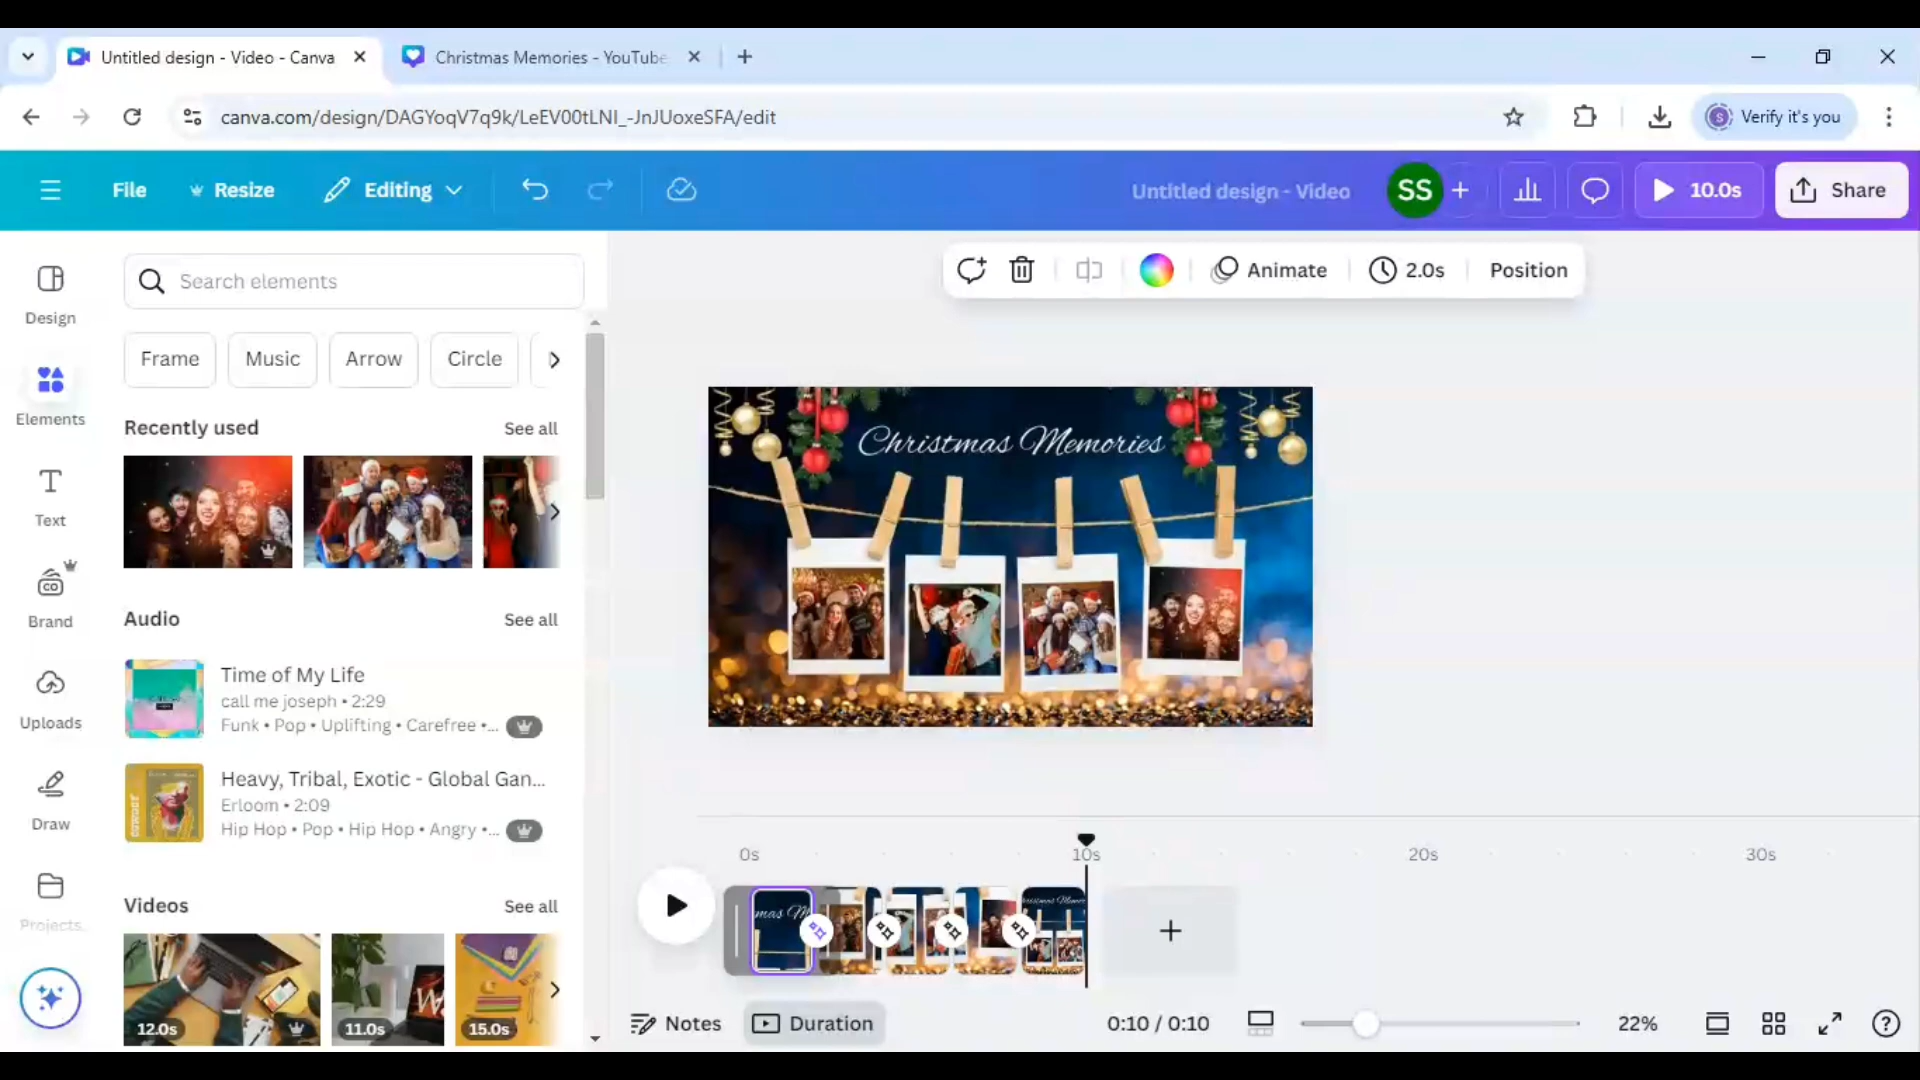 Untitled design - Video - Canva
Christmas Memories - YouTube
canva.com/design/DAGYoqV7q9k/LeEV00tLNI_-JnJUoxeSFA/edit
Verify it's you
File
Resize
Editing
Untitled design - Video
SS
10.0s
Share
Design
Elements
Text
Brand
Uploads
Draw
Projects
Search elements
Frame
Music
Arrow
Circle
Recently used
See all
Audio
See all
Time of My Life
call me joseph • 2:29
Funk • Pop • Uplifting • Carefree •...
Heavy, Tribal, Exotic - Global Gan...
Erloom • 2:09
Hip Hop • Pop • Hip Hop • Angry •...
Videos
See all
12.0s
11.0s
15.0s
Animate
2.0s
Position
Christmas Memories
0s
10s
20s
30s
Notes
Duration
0:10 / 0:10
22%